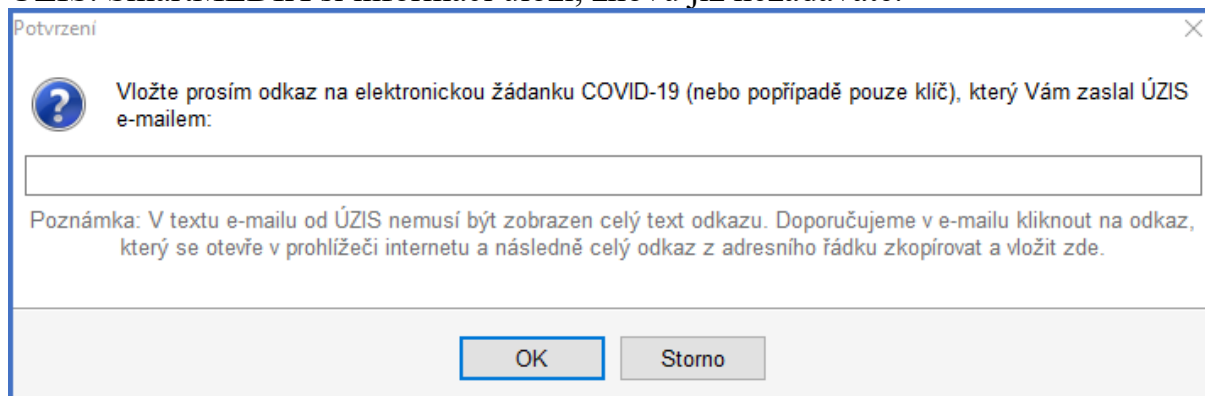 Potvrzení
Vložte prosím odkaz na elektronickou žádanku COVID-19 (nebo popřípadě pouze klíč), který Vám zaslal ÚZIS
e-mailem:
Poznámka: V textu e-mailu od ÚZIS nemusí být zobrazen celý text odkazu. Doporučujeme v e-mailu kliknout na odkaz,
který se otevře v prohlížeči internetu a následně celý odkaz z adresního řádku zkopírovat a vložit zde.
OK
Storno